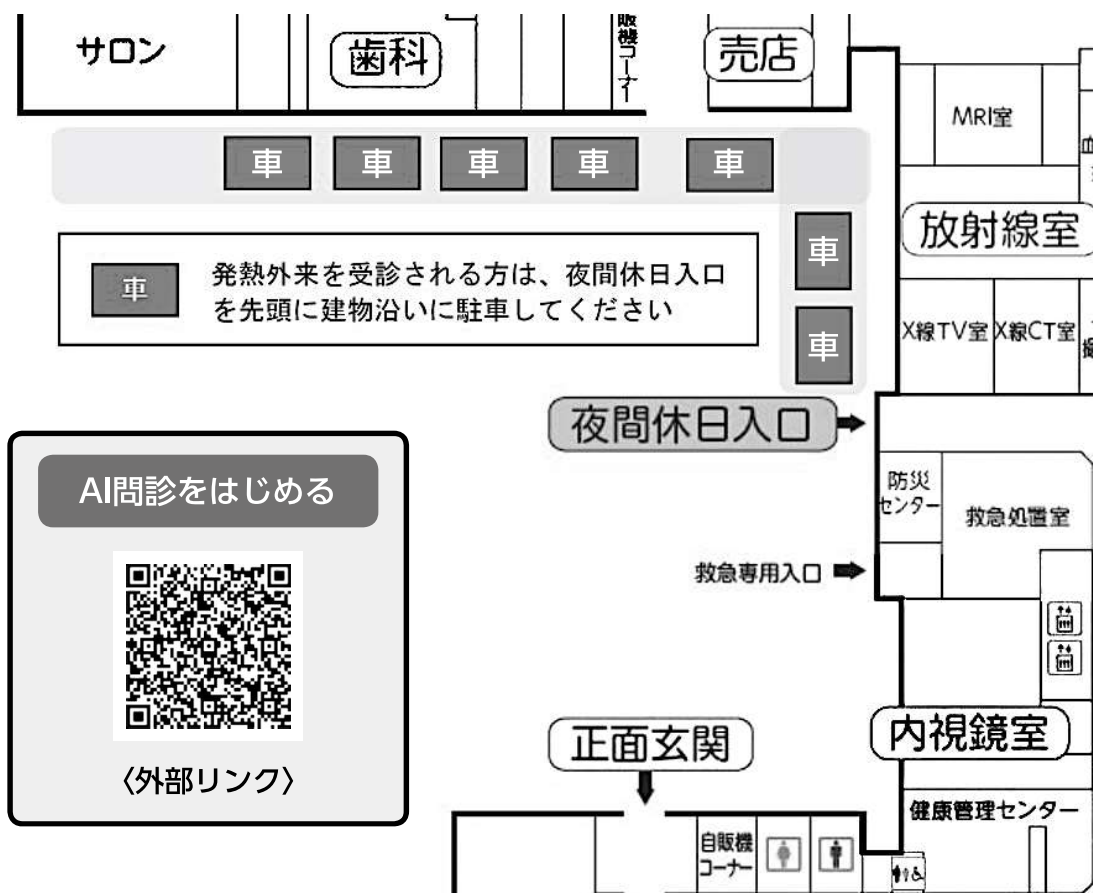 サロン
歯科
販機コーナー
売店
MRI室
車
車
車
車
車
放射線室
車
車
発熱外来を受診される方は、夜間休日入口
を先頭に建物沿いに駐車してください
車
X線TV室
X線CT室
夜間休日入口
AI問診をはじめる
防災
センター
救急処置室
救急専用入口
〈外部リンク〉
正面玄関
内視鏡室
健康管理センター
自販機
コーナー